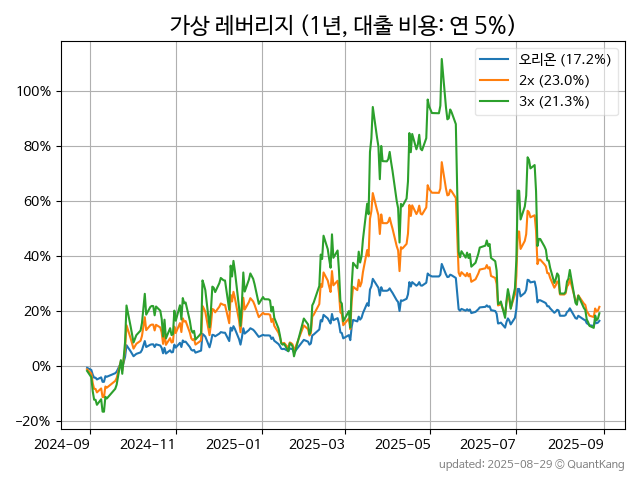 가상 레버리지 (1년, 대출 비용: 연 5%)
오리온 (17.2%)
2x (23.0%)
3x (21.3%)
100%
80%
60%
40%
20%
0%
−20%
2024-09
2024-11
2025-01
2025-03
2025-05
2025-07
2025-09
updated: 2025-08-29 © QuantKang